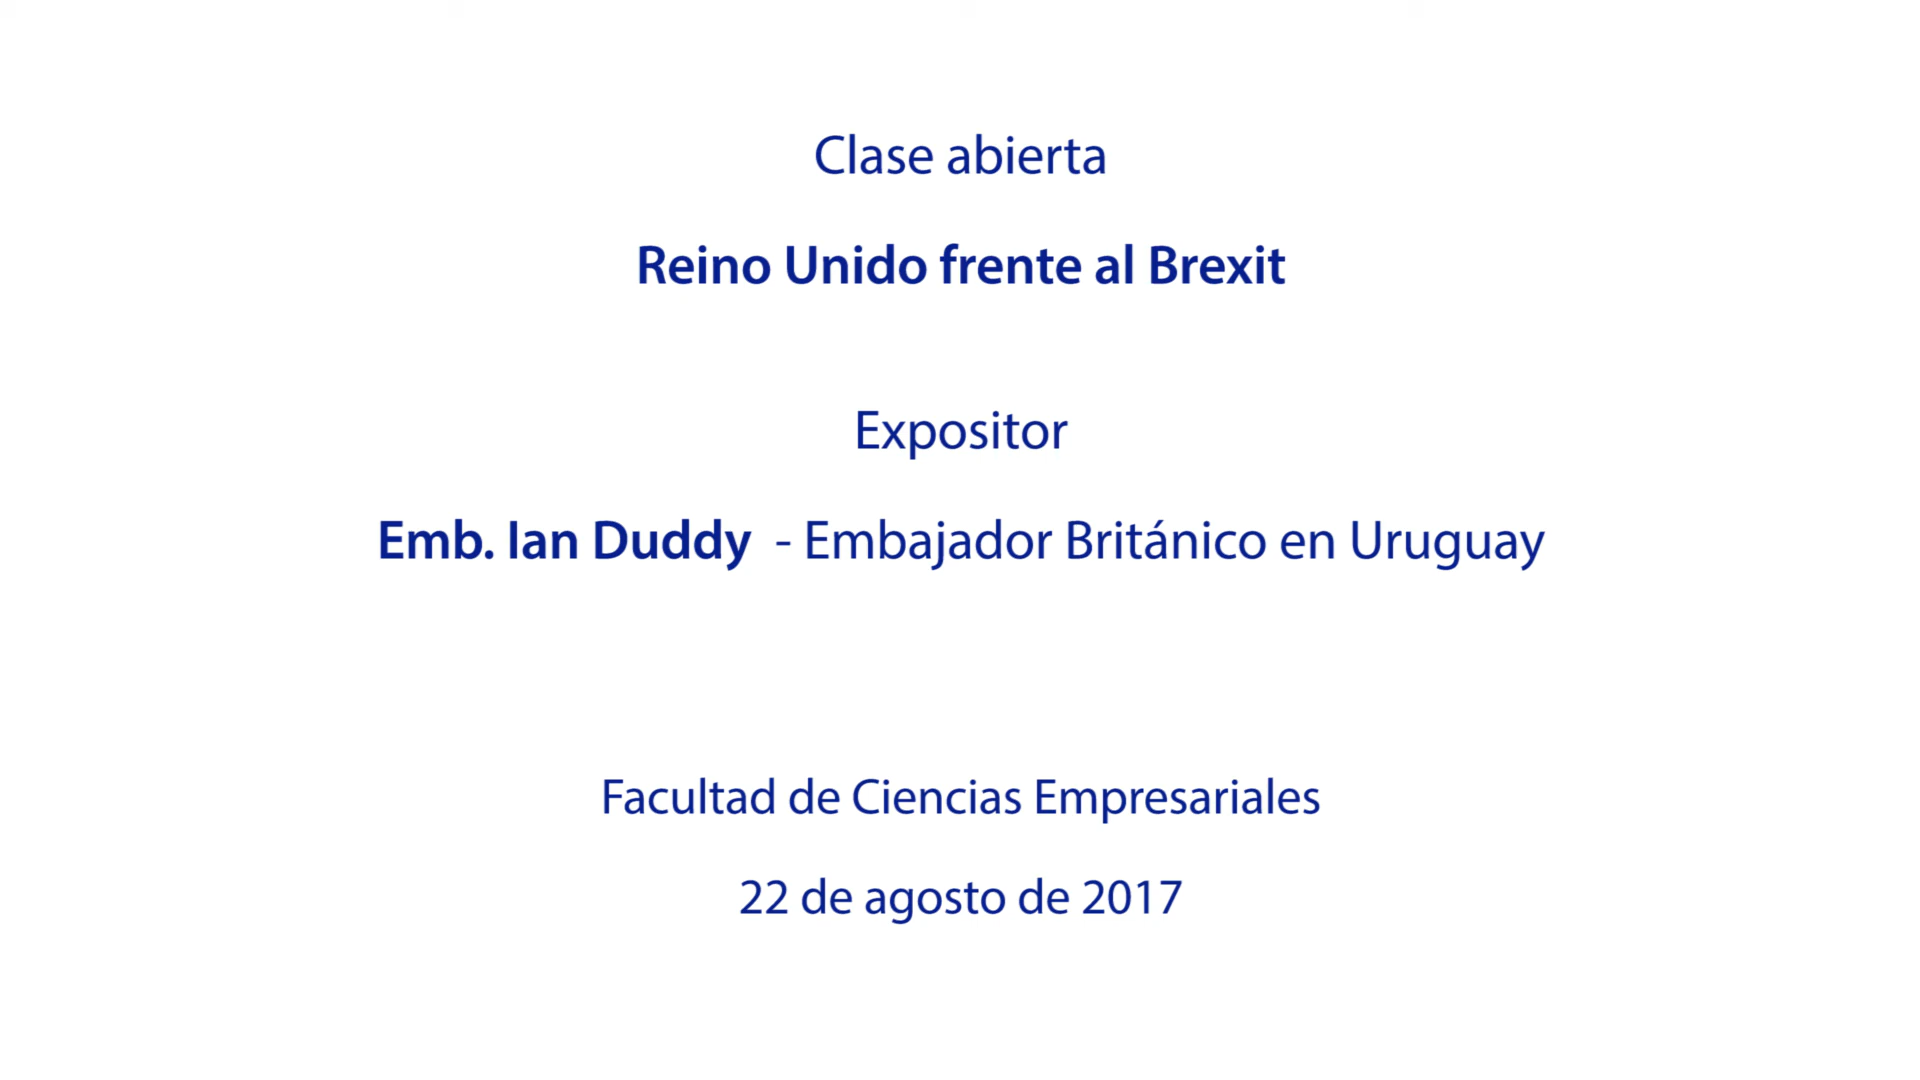 Clase abierta
Reino Unido frente al Brexit
Expositor
Emb. Ian Duddy - Embajador Británico en Uruguay
Facultad de Ciencias Empresariales
22 de agosto de 2017